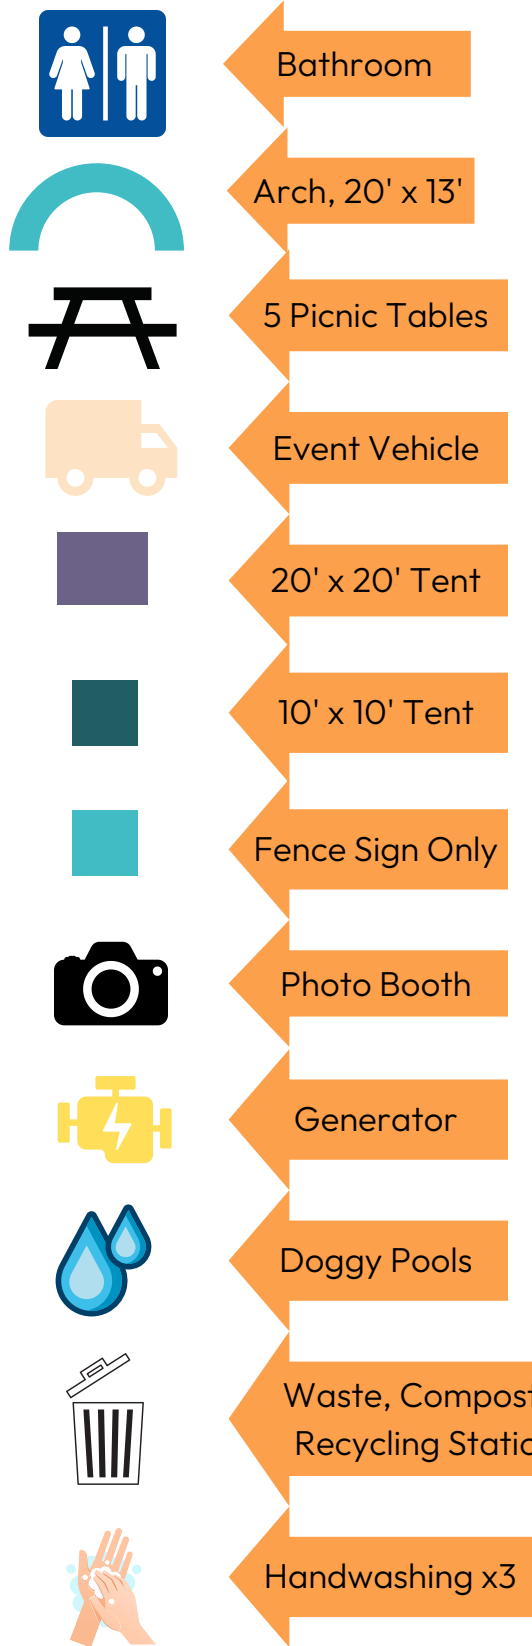 Bathroom
Arch, 20' x 13'
5 Picnic Tables
Event Vehicle
20' x 20' Tent
10' x 10' Tent
Fence Sign Only
Photo Booth
Generator
Doggy Pools
Waste, Compost
Recycling
Handwashing x3